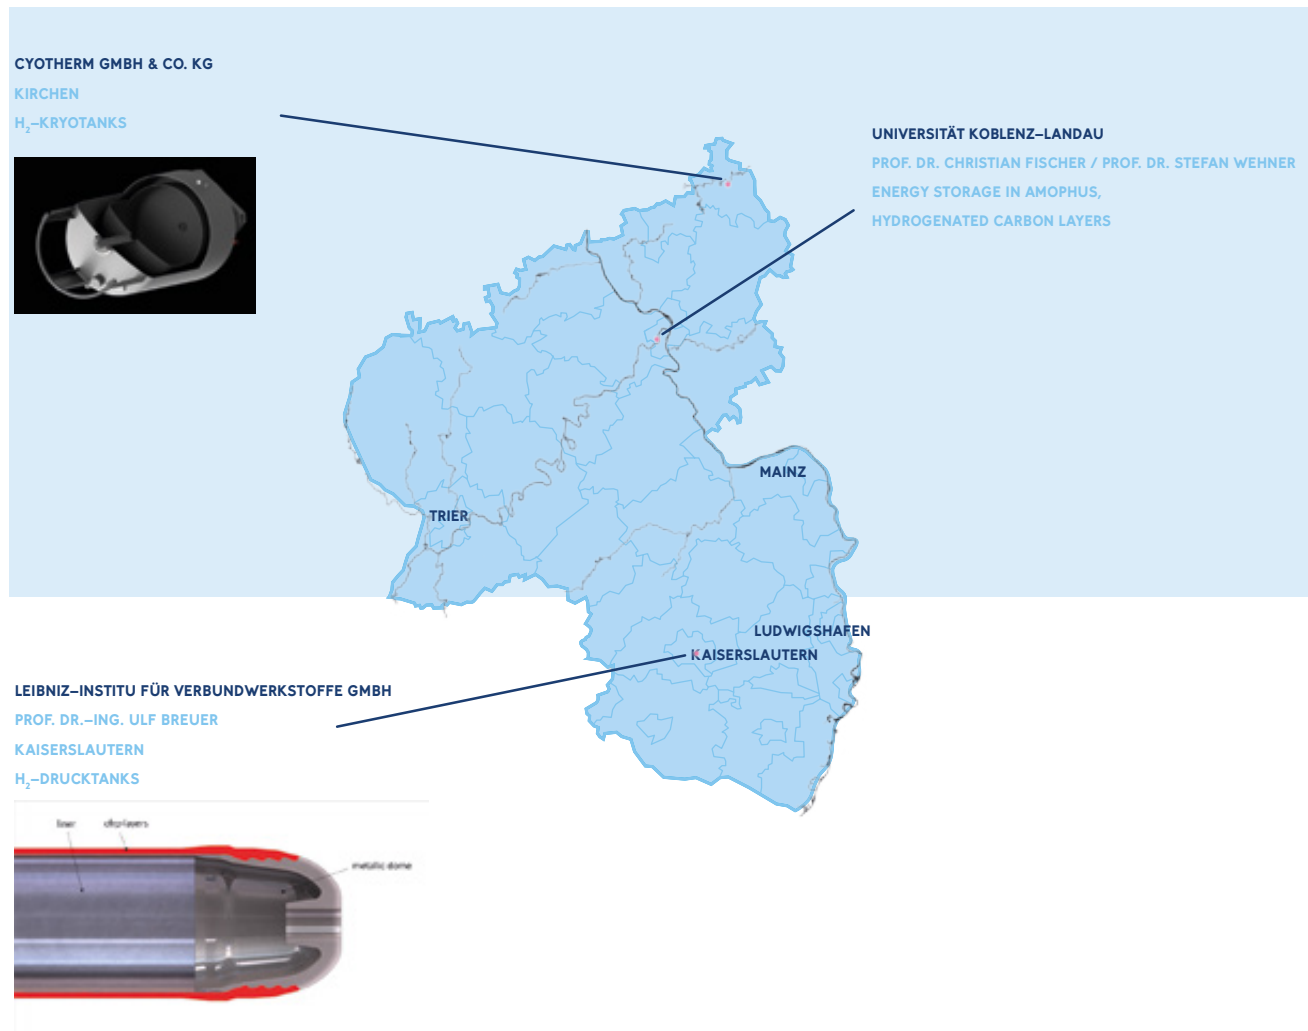 CYOTHERM GMBH & CO. KG
KIRCHEN
H₂–KRYOTANKS
UNIVERSITÄT KOBLENZ–LANDAU
PROF. DR. CHRISTIAN FISCHER / PROF. DR. STEFAN WEHNER
ENERGY STORAGE IN AMOPHUS,
HYDROGENATED CARBON LAYERS
MAINZ
TRIER
LUDWIGSHAFEN
KAISERSLAUTERN
LEIBNIZ–INSTITU FÜR VERBUNDWERKSTOFFE GMBH
PROF. DR.–ING. ULF BREUER
KAISERSLAUTERN
H₂–DRUCKTANKS
liner
metallic dome